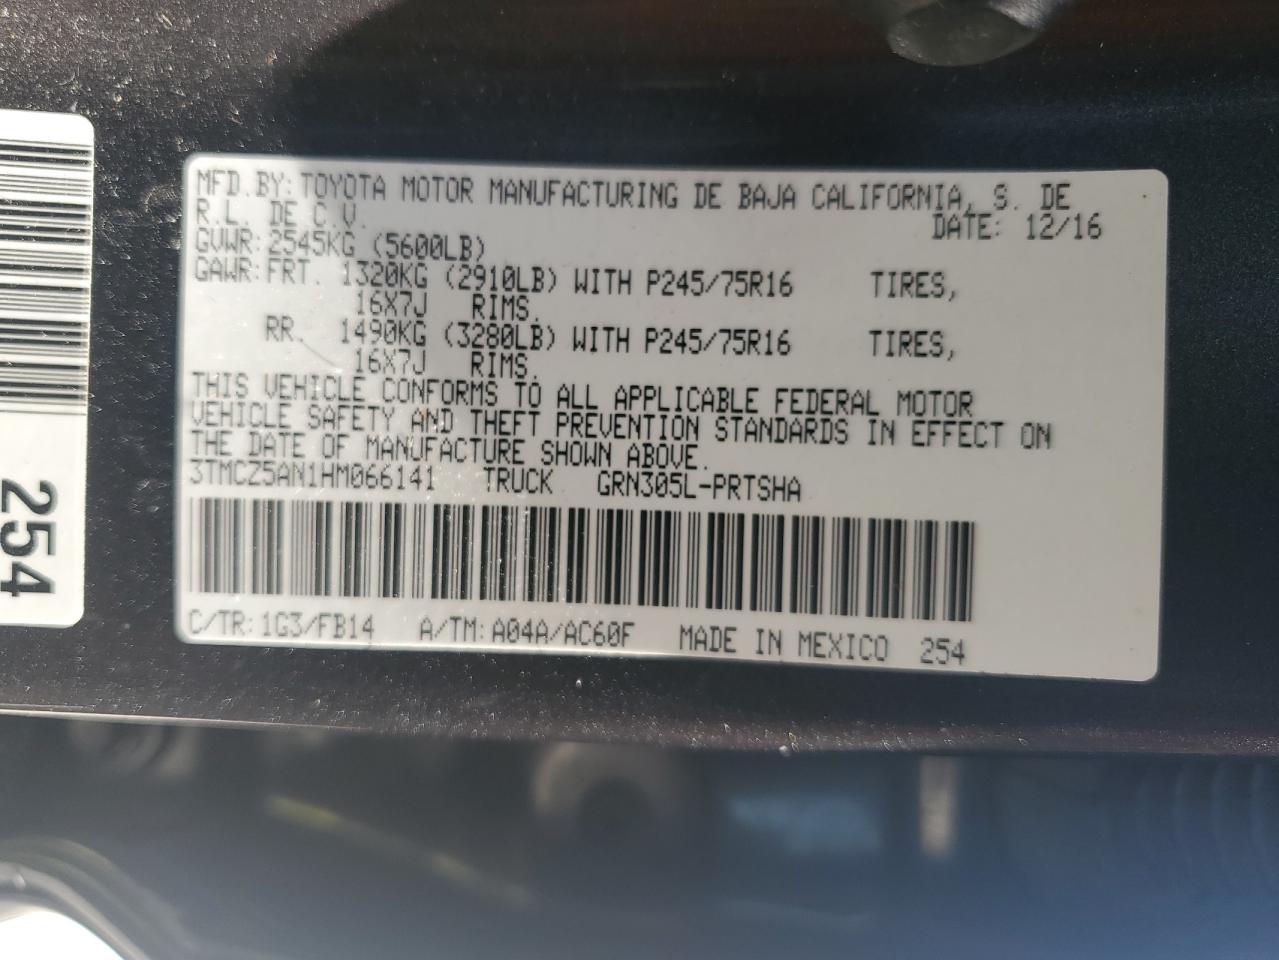 MFD.BY: TOYOTA MOTOR MANUFACTURING DE BAJA CALIFORNIA, S. DE
R.L. DE C.V. DATE: 12/16
GVWR: 2545KG (5600LB)
GAWR: FRT. 1320KG (2910LB) WITH P245/75R16 TIRES,
16X7J RIMS.
RR. 1490KG (3280LB) WITH P245/75R16 TIRES,
16X7J RIMS.
THIS VEHICLE CONFORMS TO ALL APPLICABLE FEDERAL MOTOR
VEHICLE SAFETY AND THEFT PREVENTION STANDARDS IN EFFECT ON
THE DATE OF MANUFACTURE SHOWN ABOVE.
3TMCZ5AN1HM066141 TRUCK GRN305L-PRTSHA
C/TR: 1G3/FB14 A/TM: A04A/AC60F MADE IN MEXICO 254
254